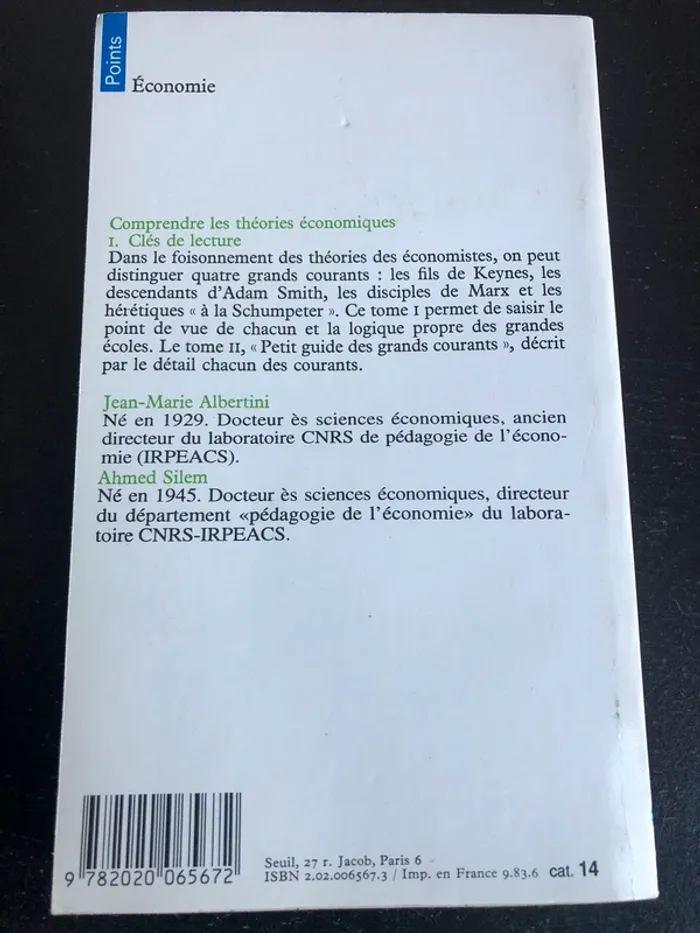 Points
Économie
Comprendre les théories économiques
I. Clés de lecture
Dans le foisonnement des théories des économistes, on peut
distinguer quatre grands courants : les fils de Keynes, les
descendants d'Adam Smith, les disciples de Marx et les
hérétiques « à la Schumpeter ». Ce tome I permet de saisir le
point de vue de chacun et la logique propre des grandes
écoles. Le tome II, « Petit guide des grands courants », décrit
par le détail chacun des courants.
Jean-Marie Albertini
Né en 1929. Docteur ès sciences économiques, ancien
directeur du laboratoire CNRS de pédagogie de l'écono-
mie (IRPEACS).
Ahmed Silem
Né en 1945. Docteur ès sciences économiques, directeur
du département «pédagogie de l'économie» du labora-
toire CNRS-IRPEACS.
9 782020 065672
Seuil, 27 r. Jacob, Paris 6
ISBN 2.02.006567.3 / Imp. en France 9.83.6 cat. 14